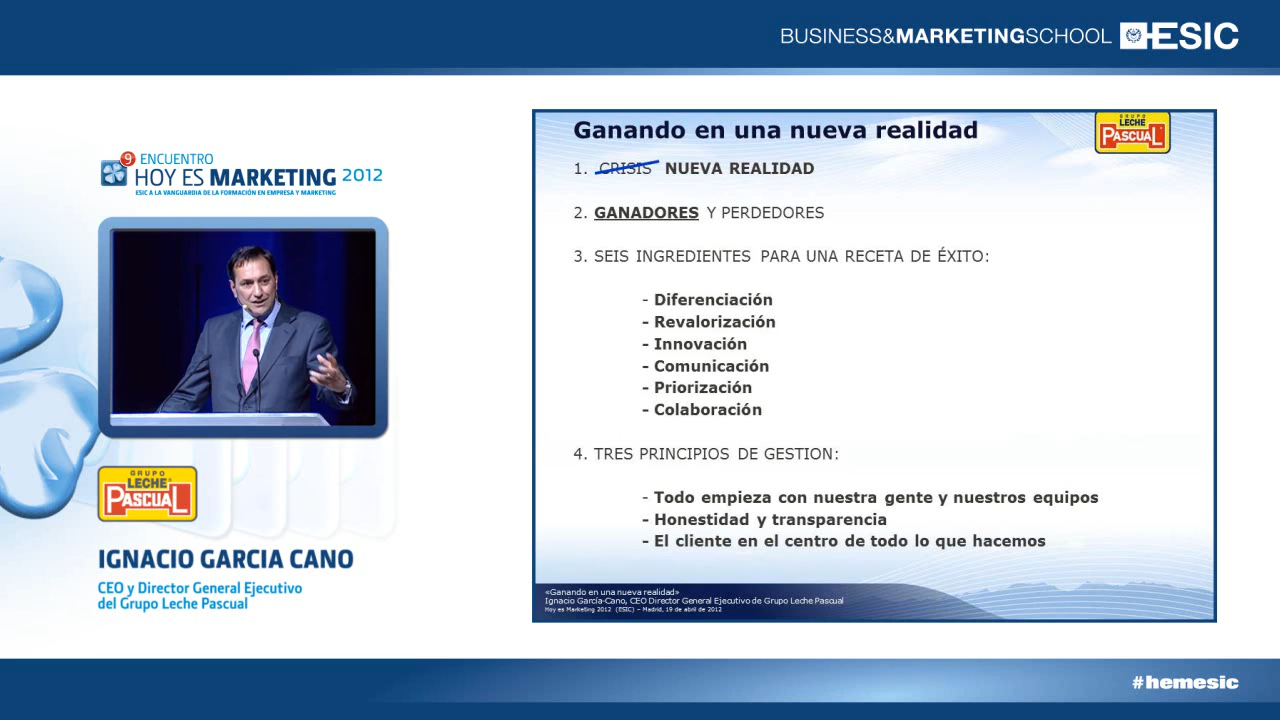 BUSINESS&MARKETINGSCHOOL ESIC
9 ENCUENTRO
HOY ES MARKETING 2012
ESIC A LA VANGUARDIA DE LA FORMACIÓN EN EMPRESA Y MARKETING
GRUPO
LECHE
PASCUAL
IGNACIO GARCIA CANO
CEO y Director General Ejecutivo
del Grupo Leche Pascual
Ganando en una nueva realidad
GRUPO
LECHE
PASCUAL
1. CRISIS NUEVA REALIDAD
2. GANADORES Y PERDEDORES
3. SEIS INGREDIENTES PARA UNA RECETA DE ÉXITO:
- Diferenciación
- Revalorización
- Innovación
- Comunicación
- Priorización
- Colaboración
4. TRES PRINCIPIOS DE GESTION:
- Todo empieza con nuestra gente y nuestros equipos
- Honestidad y transparencia
- El cliente en el centro de todo lo que hacemos
«Ganando en una nueva realidad»
Ignacio García-Cano, CEO Director General Ejecutivo de Grupo Leche Pascual
Hoy es Marketing 2012 (ESIC) – Madrid, 19 de abril de 2012
#hemesic